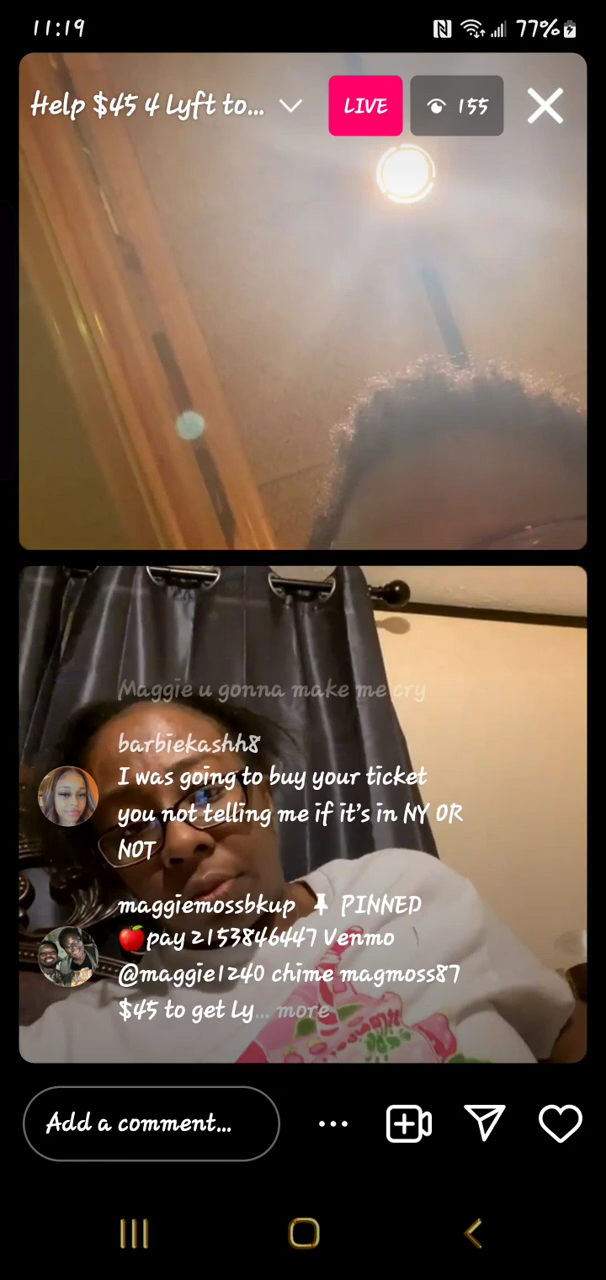 11:19
77%
Help $45 4 Lyft to...
LIVE
155
Maggie u gonna make me cry
barbiekashh8
I was going to buy your ticket
you not telling me if it's in NY OR
NOT
maggiemossbkup 📌 PINNED
🍎pay 2153846447 Venmo
@maggie1240 chime magmoss87
$45 to get Ly... more
Add a comment...